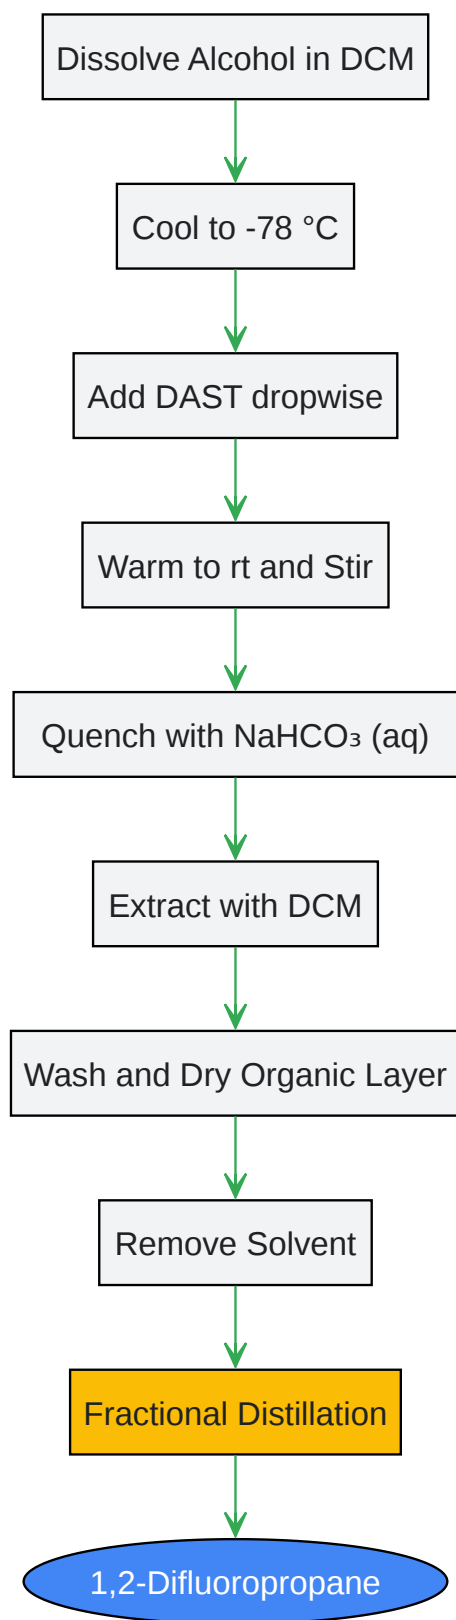 Dissolve Alcohol in DCM
Cool to -78 °C
Add DAST dropwise
Warm to rt and Stir
Quench with NaHCO₃ (aq)
Extract with DCM
Wash and Dry Organic Layer
Remove Solvent
Fractional Distillation
1,2-Difluoropropane